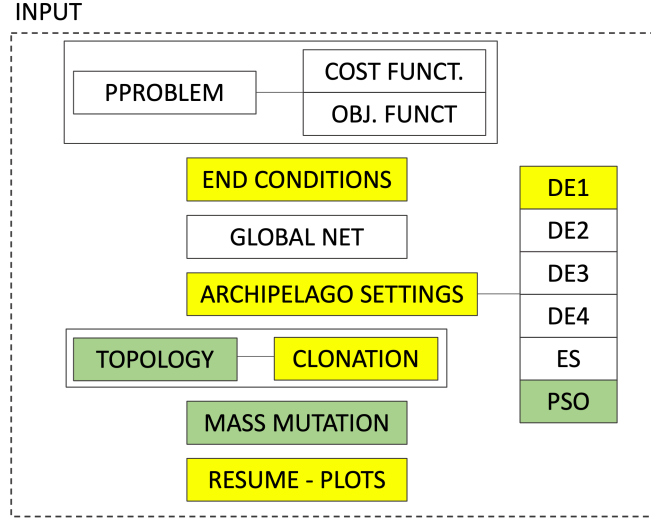 INPUT
PPROBLEM
COST FUNCT.
OBJ. FUNCT
END CONDITIONS
GLOBAL NET
ARCHIPELAGO SETTINGS
DE1
DE2
DE3
DE4
ES
PSO
TOPOLOGY
CLONATION
MASS MUTATION
RESUME - PLOTS